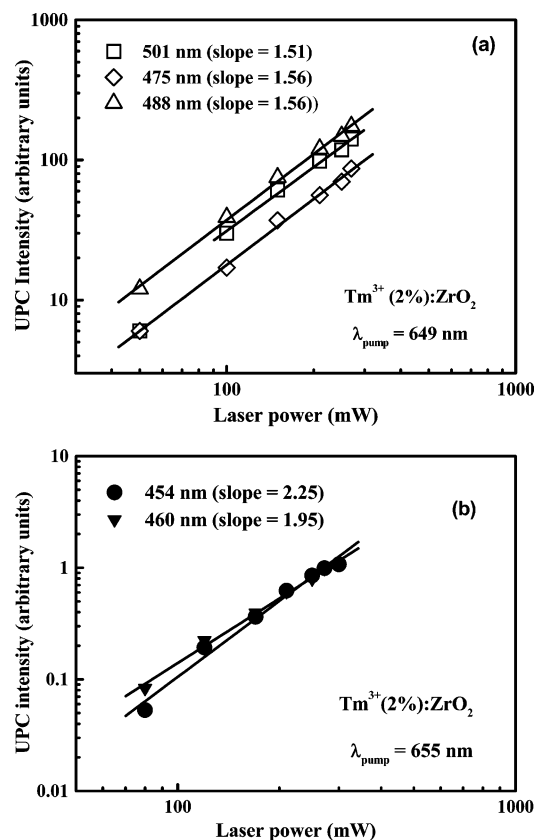 1000
(a)
501 nm (slope = 1.51)
475 nm (slope = 1.56)
488 nm (slope = 1.56))
100
10
UPC Intensity (arbitrary units)
Tm³⁺ (2%):ZrO₂
λpump = 649 nm
100
1000
Laser power (mW)
10
(b)
454 nm (slope = 2.25)
460 nm (slope = 1.95)
1
0.1
0.01
UPC intensity (arbitrary units)
Tm³⁺(2%):ZrO₂
λpump = 655 nm
100
1000
Laser power (mW)